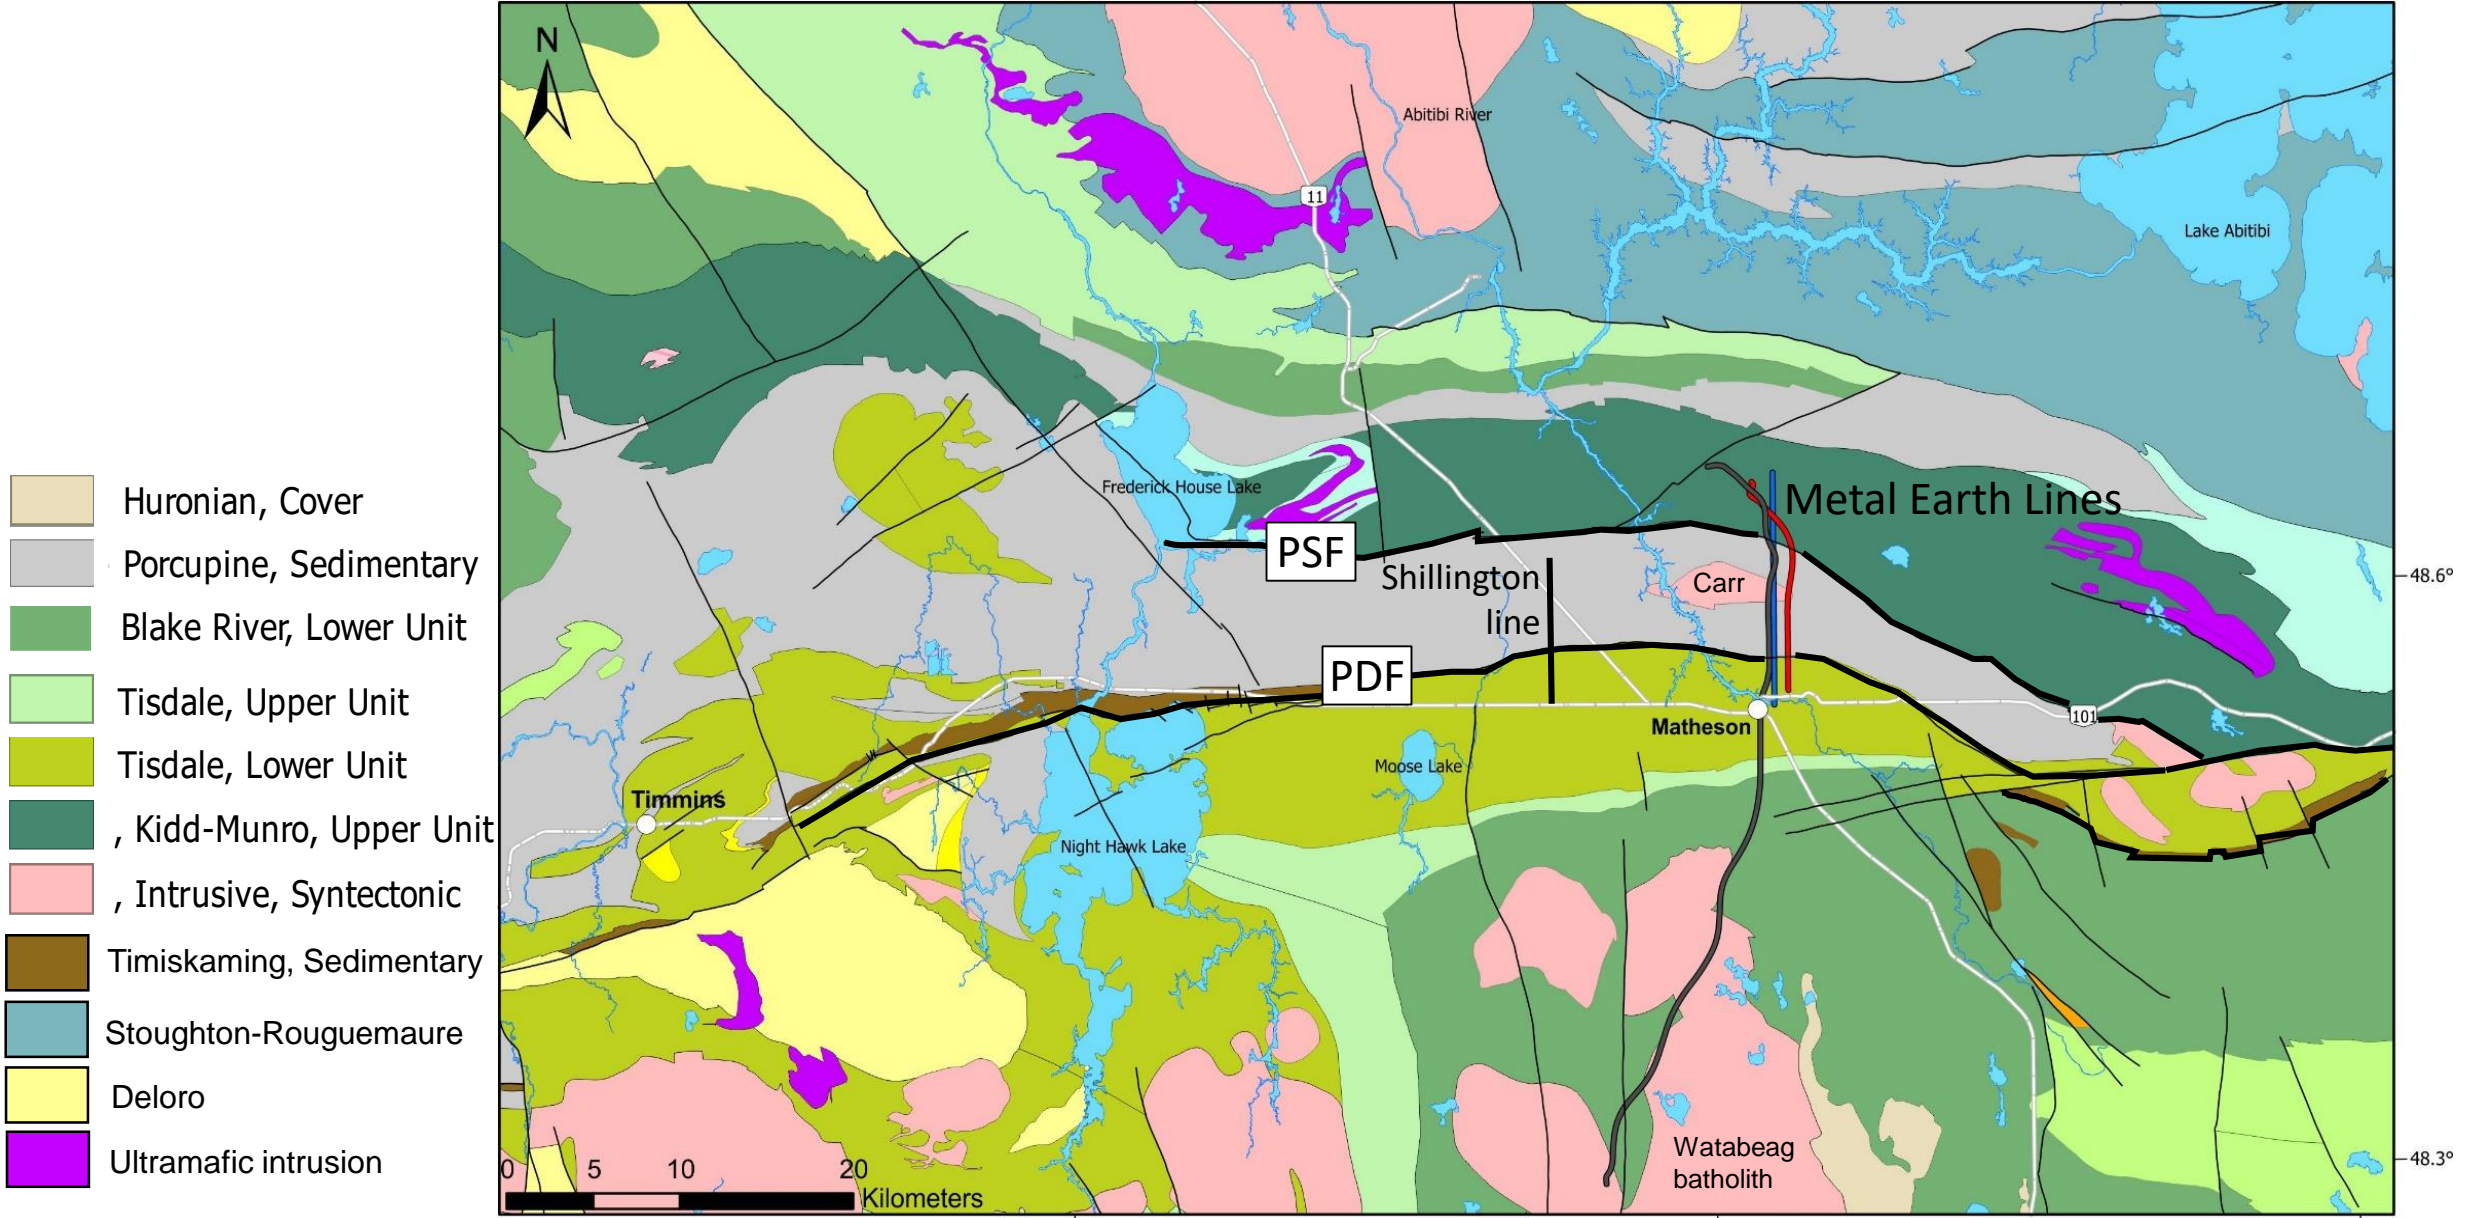 Huronian, Cover
Porcupine, Sedimentary
Blake River, Lower Unit
Tisdale, Upper Unit
Tisdale, Lower Unit
, Kidd-Munro, Upper Unit
, Intrusive, Syntectonic
Timiskaming, Sedimentary
Stoughton-Rouguemaure
Deloro
Ultramafic intrusion
N
Abitibi River
11
Lake Abitibi
Frederick House Lake
Metal Earth Lines
PSF
Shillington
line
Carr
48.6°
PDF
101
Matheson
Moose Lake
Timmins
Night Hawk Lake
Watabeag
batholith
48.3°
0 5 10 20
Kilometers